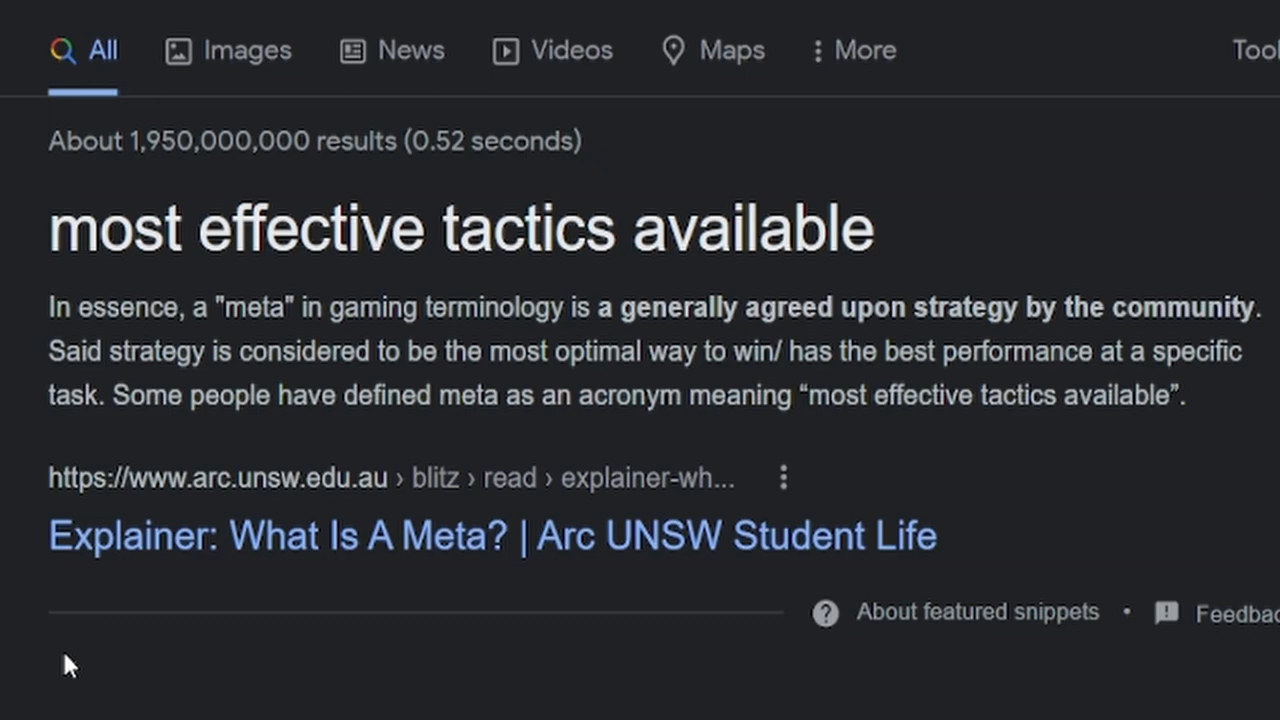 All Images News Videos Maps More
About 1,950,000,000 results (0.52 seconds)
most effective tactics available
In essence, a "meta" in gaming terminology is a generally agreed upon strategy by the community.
Said strategy is considered to be the most optimal way to win/ has the best performance at a specific
task. Some people have defined meta as an acronym meaning “most effective tactics available”.
https://www.arc.unsw.edu.au › blitz › read › explainer-wh...
Explainer: What Is A Meta? | Arc UNSW Student Life
About featured snippets •